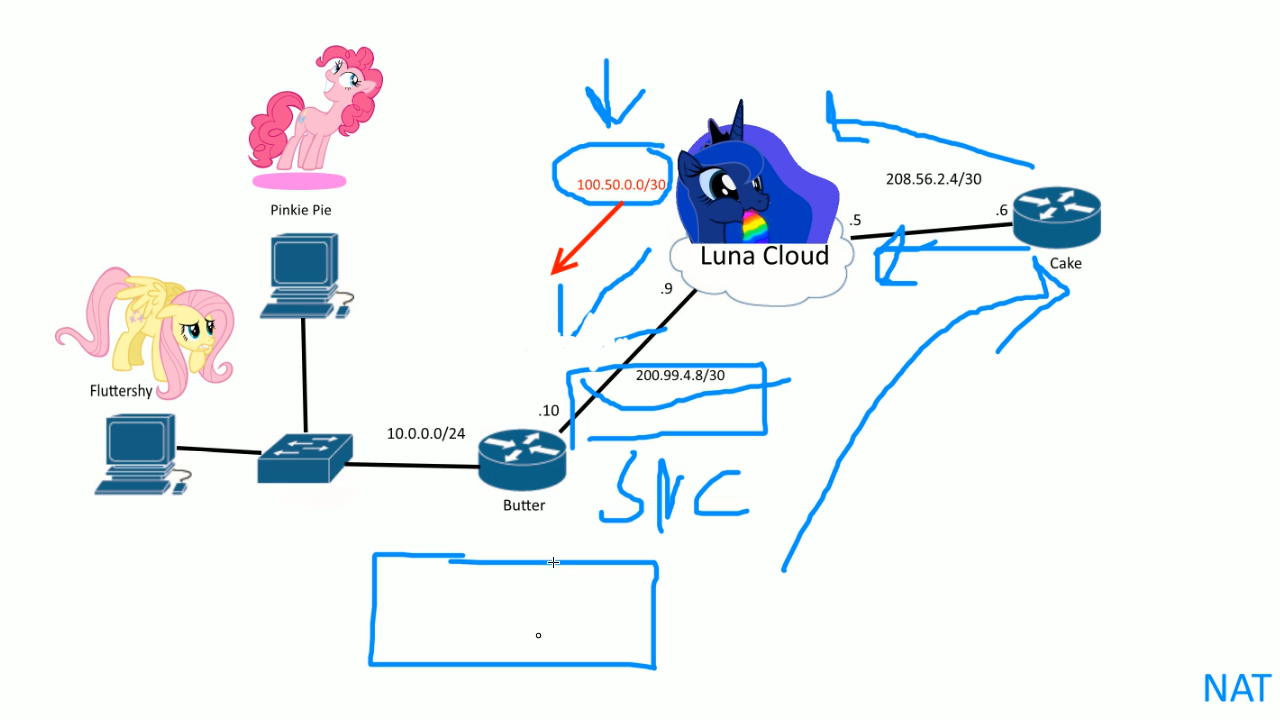 Pinkie Pie
100.50.0.0/30
208.56.2.4/30
.5
.6
Luna Cloud
Cake
.9
Fluttershy
200.99.4.8/30
.10
10.0.0.0/24
Butter
NAT